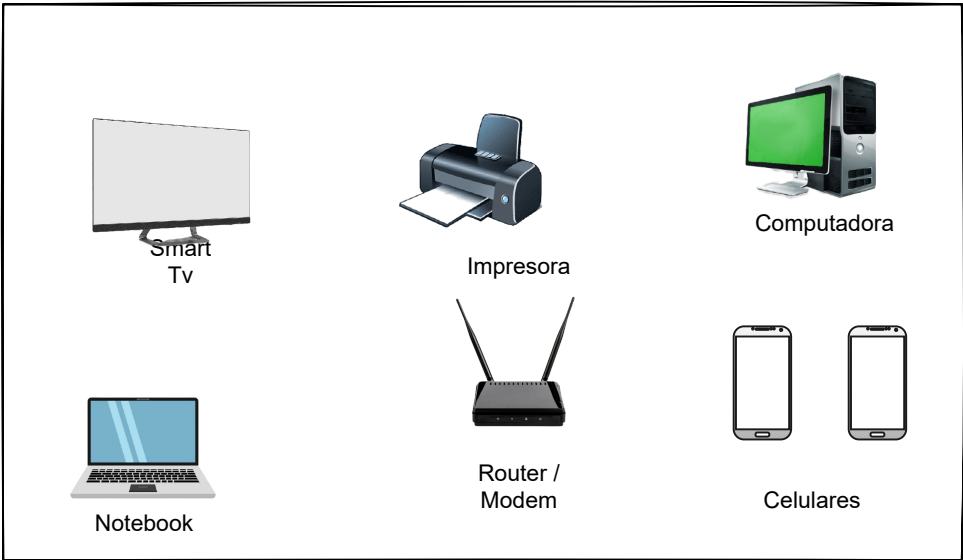 Smart
Tv
Impresora
Computadora
Notebook
Router /
Modem
Celulares